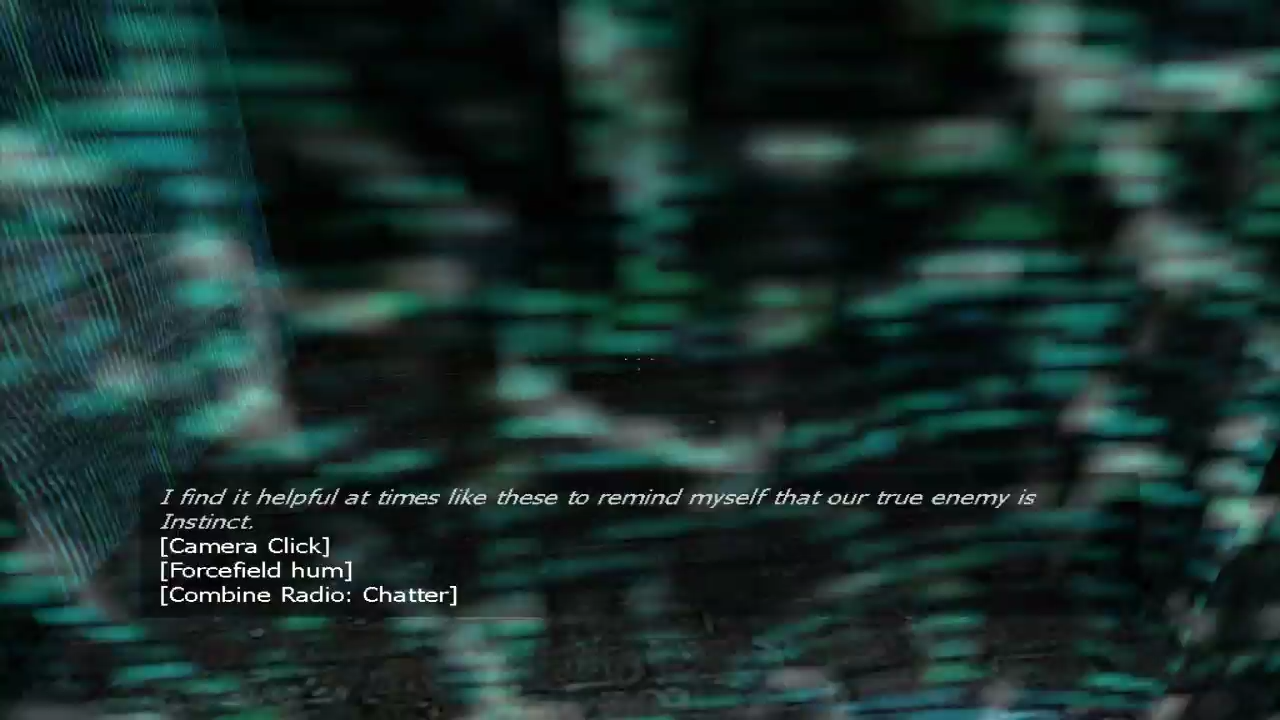 I find it helpful at times like these to remind myself that our true enemy is
Instinct.
[Camera Click]
[Forcefield hum]
[Combine Radio: Chatter]